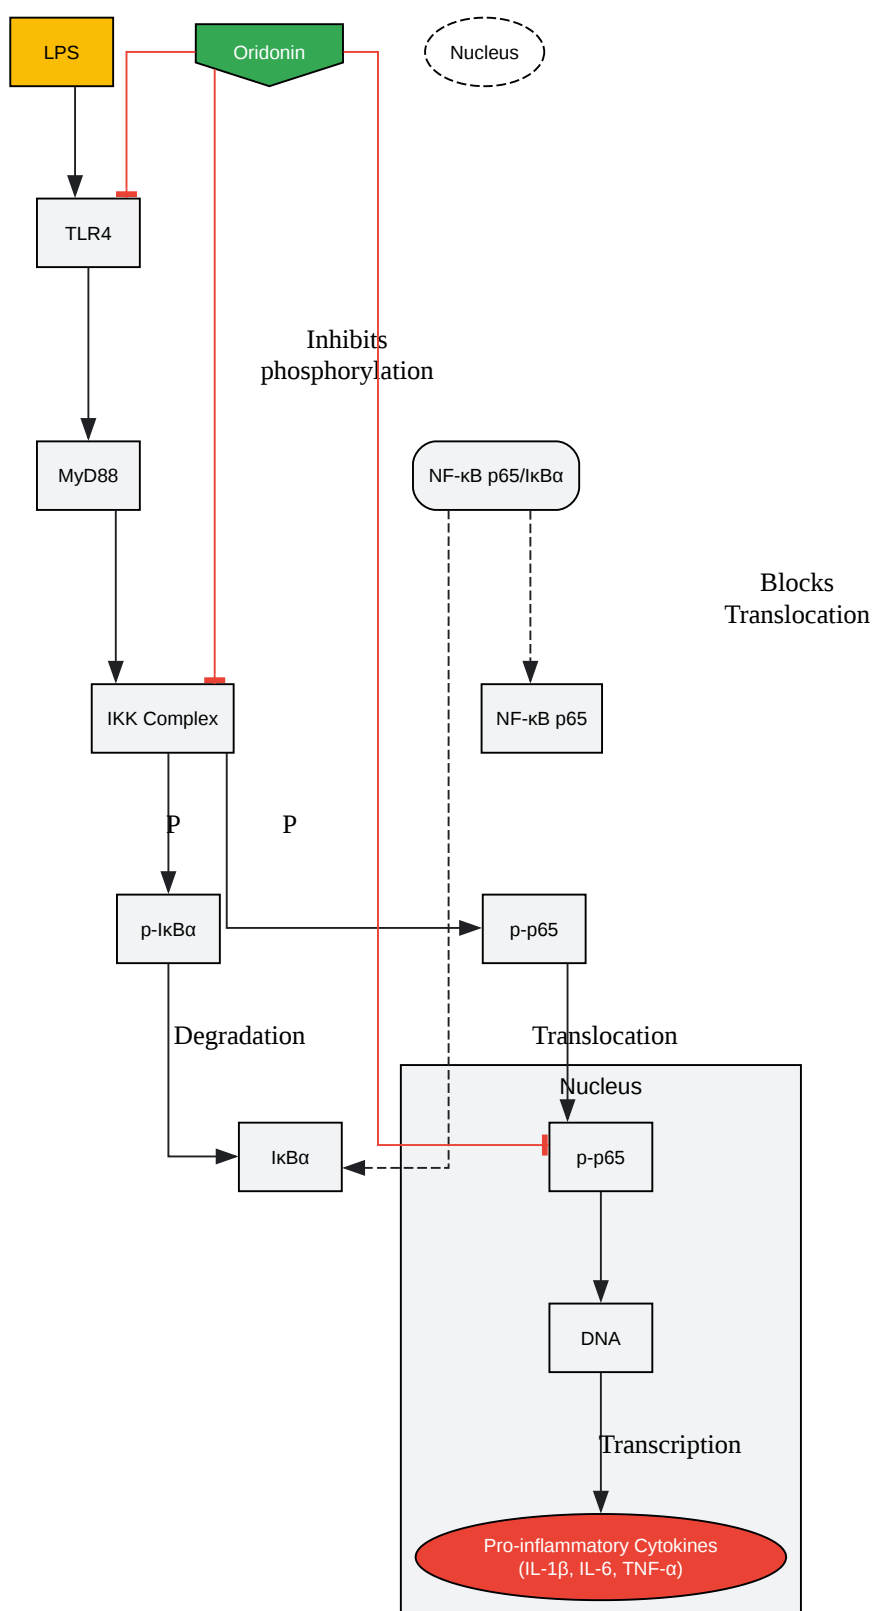 LPS
Oridonin
Nucleus
TLR4
Inhibits
phosphorylation
MyD88
NF-κB p65/IκBα
Blocks
Translocation
IKK Complex
NF-κB p65
P
P
p-IκBα
p-p65
Degradation
Translocation
Nucleus
IκBα
p-p65
DNA
Transcription
Pro-inflammatory Cytokines
(IL-1β, IL-6, TNF-α)